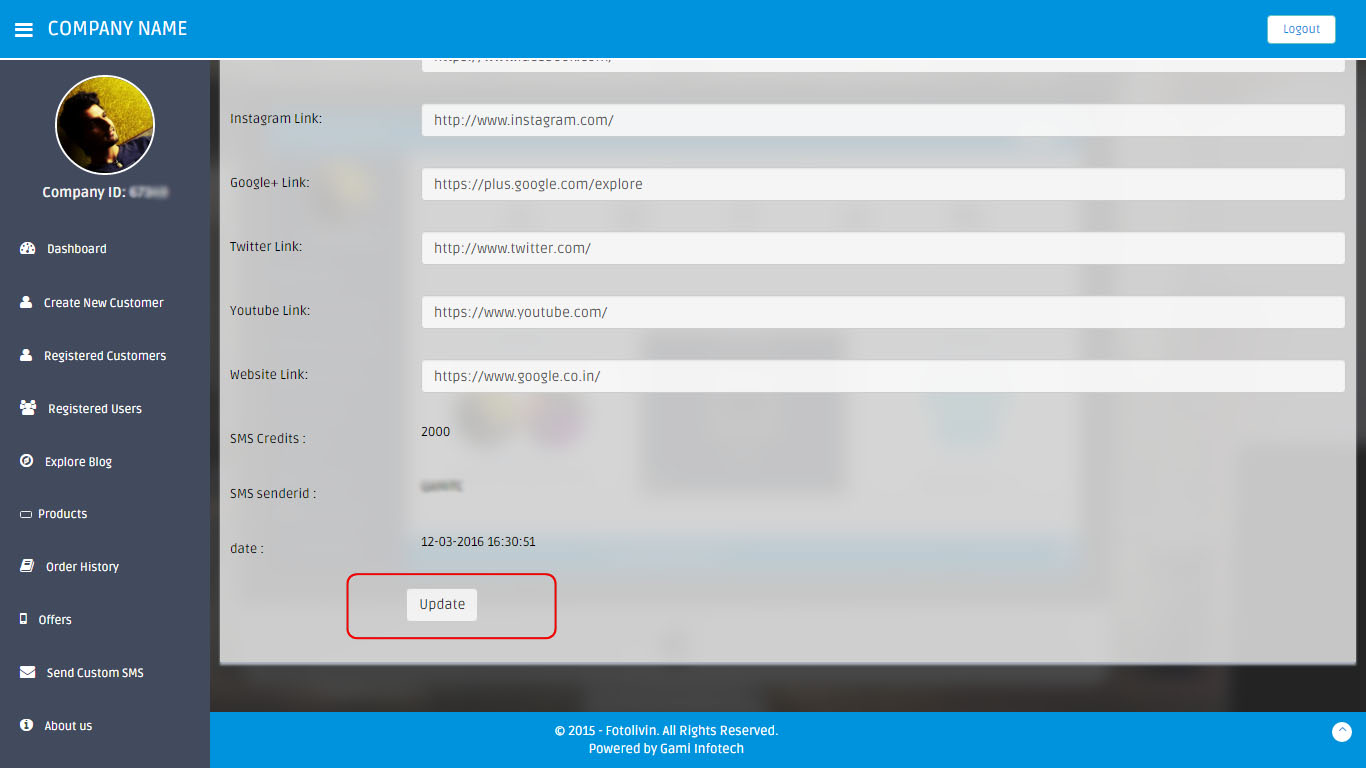 COMPANY NAME
Logout
Company ID:
Dashboard
Create New Customer
Registered Customers
Registered Users
Explore Blog
Products
Order History
Offers
Send Custom SMS
About us
Instagram Link:
http://www.instagram.com/
Google+ Link:
https://plus.google.com/explore
Twitter Link:
http://www.twitter.com/
Youtube Link:
https://www.youtube.com/
Website Link:
https://www.google.co.in/
SMS Credits :
2000
SMS senderid :
date :
12-03-2016 16:30:51
Update
© 2015 - Fotolivin. All Rights Reserved.
Powered by Gami Infotech